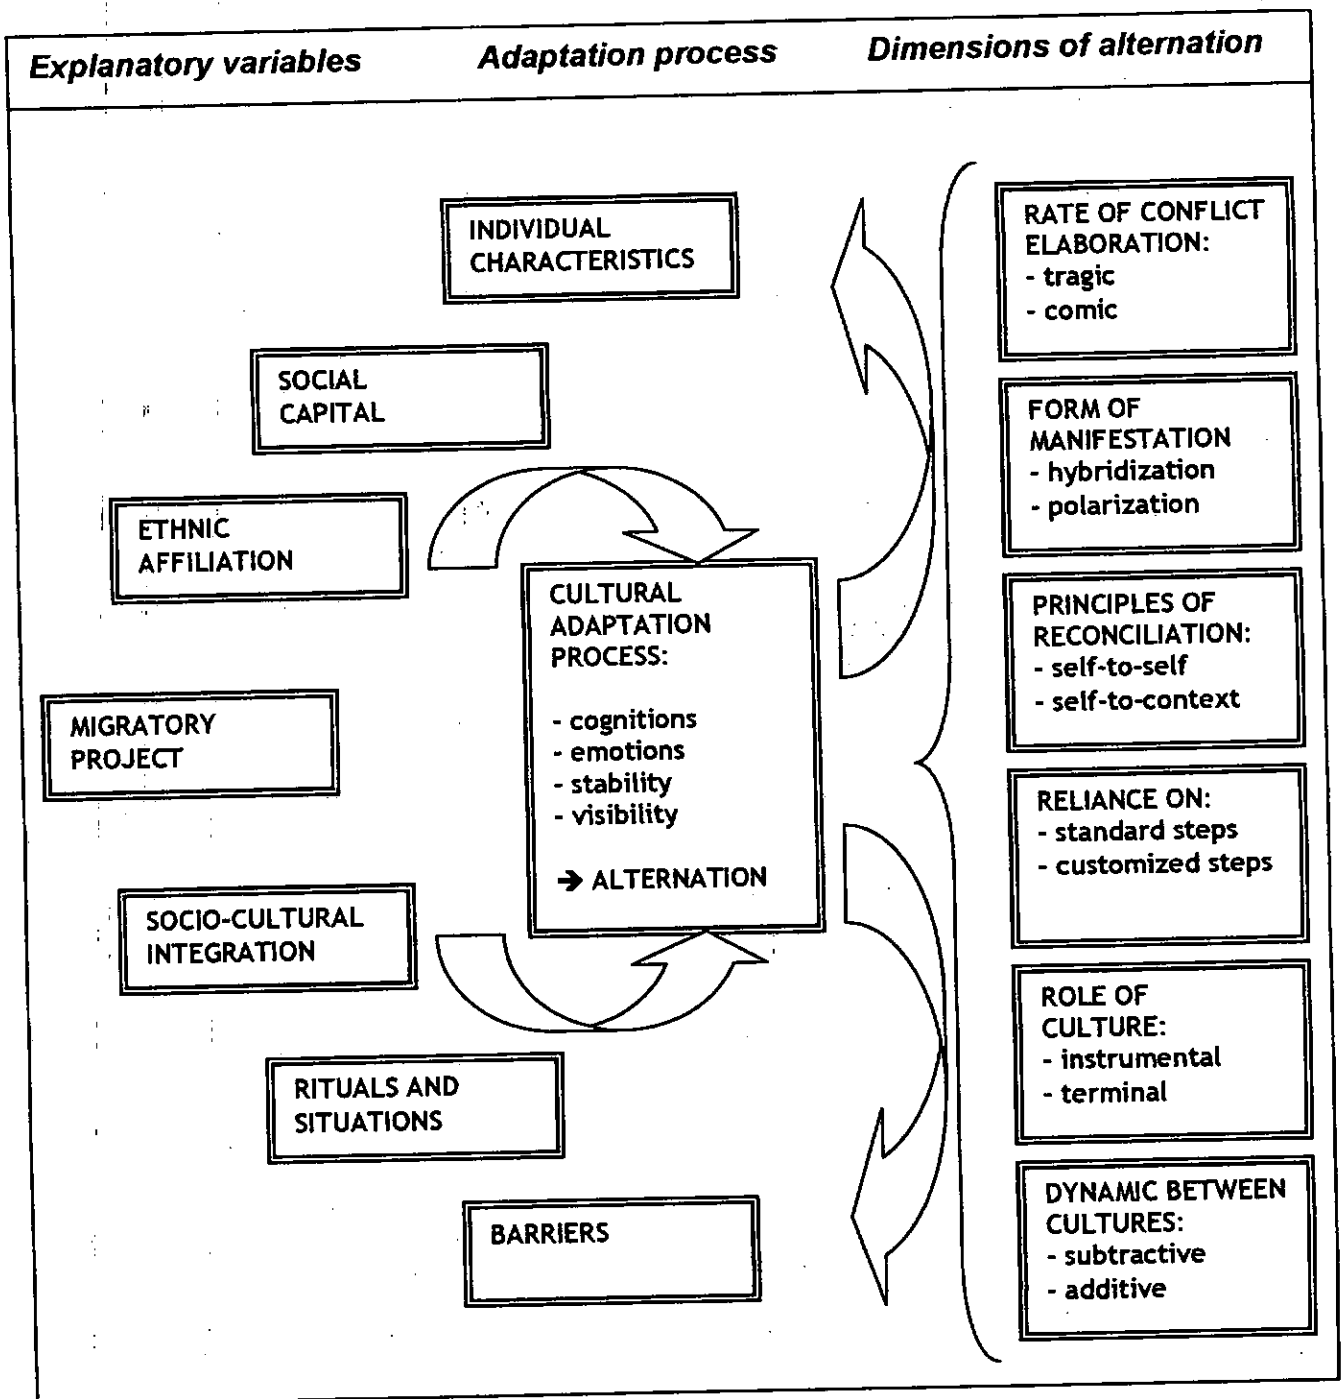 Explanatory variables
Adaptation process
Dimensions of alternation
INDIVIDUAL
CHARACTERISTICS
SOCIAL
CAPITAL
ETHNIC
AFFILIATION
MIGRATORY
PROJECT
SOCIO-CULTURAL
INTEGRATION
RITUALS AND
SITUATIONS
BARRIERS
CULTURAL
ADAPTATION
PROCESS:
- cognitions
- emotions
- stability
- visibility
➔ ALTERNATION
RATE OF CONFLICT
ELABORATION:
- tragic
- comic
FORM OF
MANIFESTATION
- hybridization
- polarization
PRINCIPLES OF
RECONCILIATION:
- self-to-self
- self-to-context
RELIANCE ON:
- standard steps
- customized steps
ROLE OF
CULTURE:
- instrumental
- terminal
DYNAMIC BETWEEN
CULTURES:
- subtractive
- additive